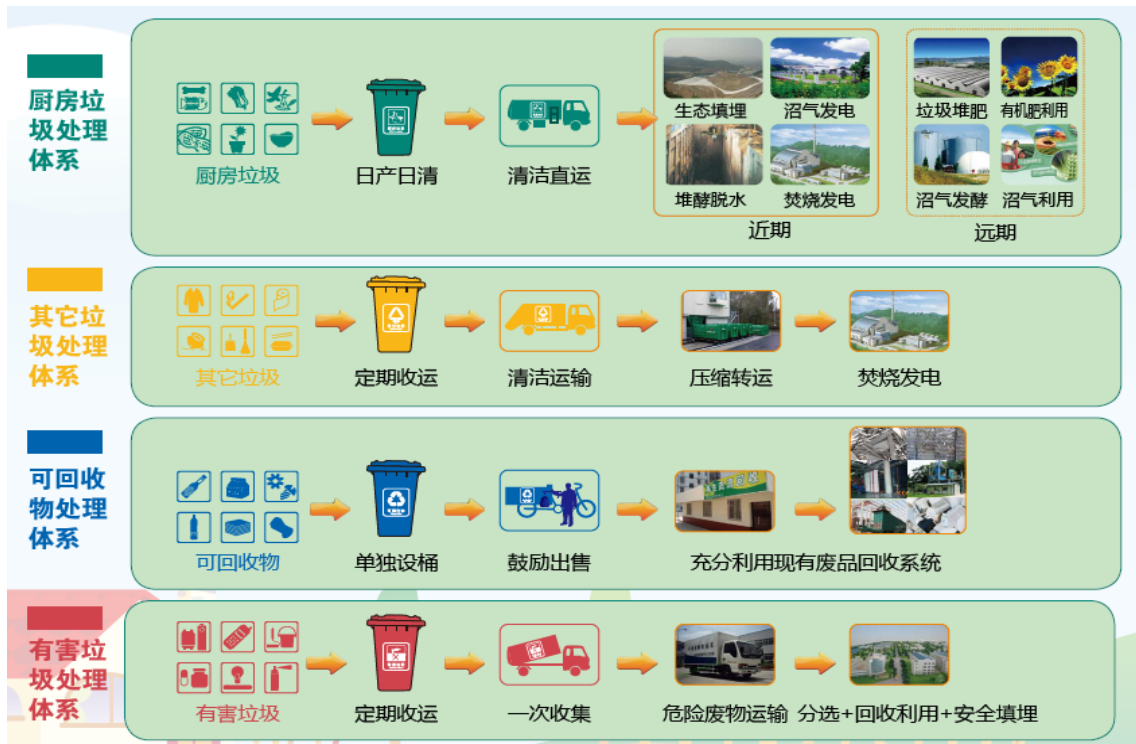 厨房垃
圾处理
体系
厨房垃圾
日产日清
清洁直运
生态填埋
沼气发电
堆酵脱水
焚烧发电
近期
垃圾堆肥
有机肥利用
沼气发酵
沼气利用
远期
其它垃
圾处理
体系
其它垃圾
定期收运
清洁运输
压缩转运
焚烧发电
可回收
物处理
体系
可回收物
单独设桶
鼓励出售
充分利用现有废品回收系统
有害垃
圾处理
体系
有害垃圾
定期收运
一次收集
危险废物运输
分选+回收利用+安全填埋